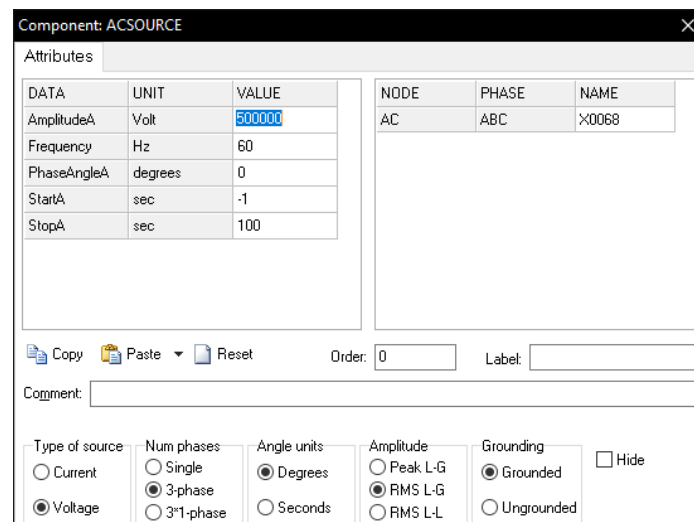 Component: ACSOURCE
Attributes
DATA UNIT VALUE
AmplitudeA Volt 500000
Frequency Hz 60
PhaseAngleA degrees 0
StartA sec -1
StopA sec 100
NODE PHASE NAME
AC ABC X0068
Copy Paste Reset Order: 0 Label:
Comment:
Type of source
Current
Voltage
Num phases
Single
3-phase
3*1-phase
Angle units
Degrees
Seconds
Amplitude
Peak L-G
RMS L-G
RMS L-L
Grounding
Grounded
Ungrounded
Hide